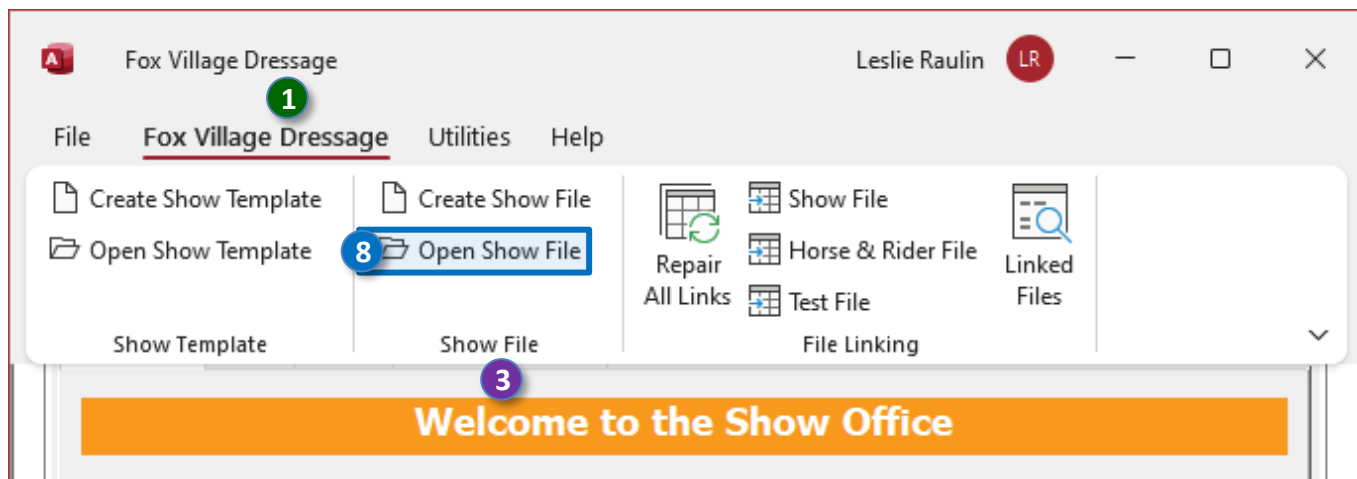 A
Fox Village Dressage
Leslie Raulin
LR
1
File
Fox Village Dressage
Utilities
Help
Create Show Template
Open Show Template
Show Template
Create Show File
8
Open Show File
Show File
3
Repair
All Links
Show File
Horse & Rider File
Test File
Linked
Files
File Linking
Welcome to the Show Office